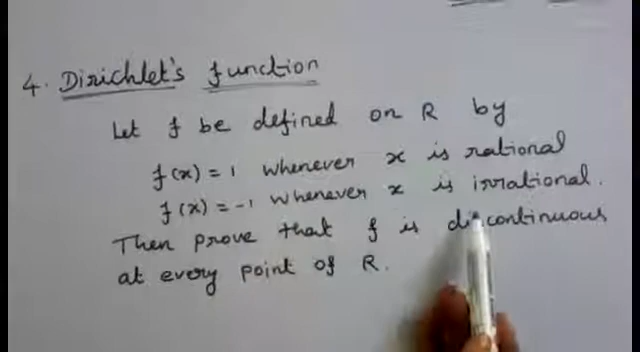 4. Dirichlet's function
Let f be defined on R by
f(x) = 1 whenever x is rational
f(x) = -1 whenever x is irrational.
Then prove that f is discontinuous
at every point of R.